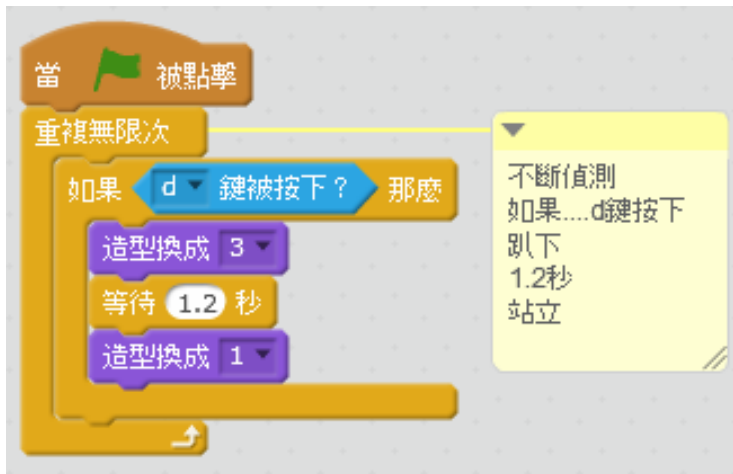 當 被點擊
重複無限次
如果 d 鍵被按下? 那麼
造型換成 3
等待 1.2 秒
造型換成 1
不斷偵測
如果....d鍵按下
趴下
1.2秒
站立